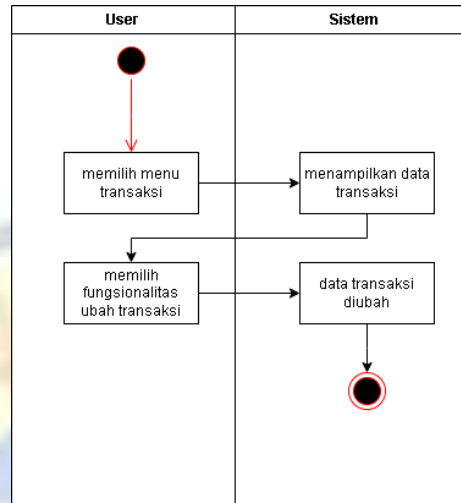 User
Sistem
memilih menu
transaksi
menampilkan data
transaksi
memilih
fungsionalitas
ubah transaksi
data transaksi
diubah